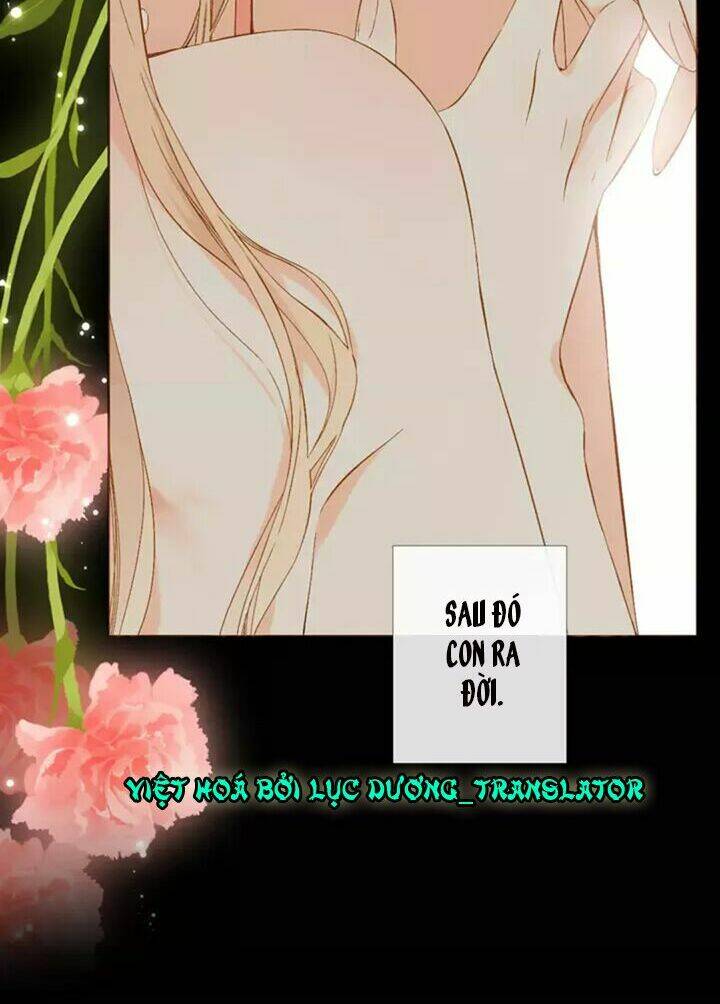 SAU ĐÓ
CON RA
ĐỜI.
VIỆT HOÁ BỞI LỤC DƯƠNG_TRANSLATOR